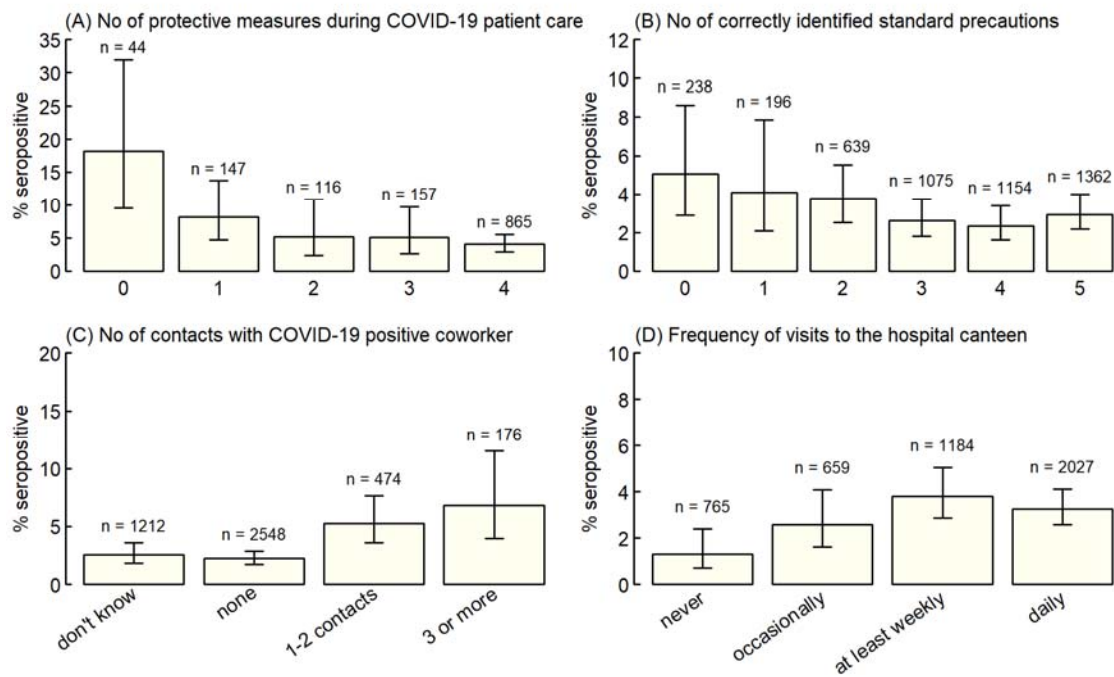 (A) No of protective measures during COVID-19 patient care
% seropositive
35
30
25
20
15
10
5
0
n = 44
n = 147
n = 116
n = 157
n = 865
0 1 2 3 4
(B) No of correctly identified standard precautions
% seropositive
12
10
8
6
4
2
0
n = 238
n = 196
n = 639
n = 1075
n = 1154
n = 1362
0 1 2 3 4 5
(C) No of contacts with COVID-19 positive coworker
% seropositive
20
15
10
5
0
n = 1212
n = 2548
n = 474
n = 176
don't know
none
1-2 contacts
3 or more
(D) Frequency of visits to the hospital canteen
% seropositive
10
8
6
4
2
0
n = 765
n = 659
n = 1184
n = 2027
never
occasionally
at least weekly
daily